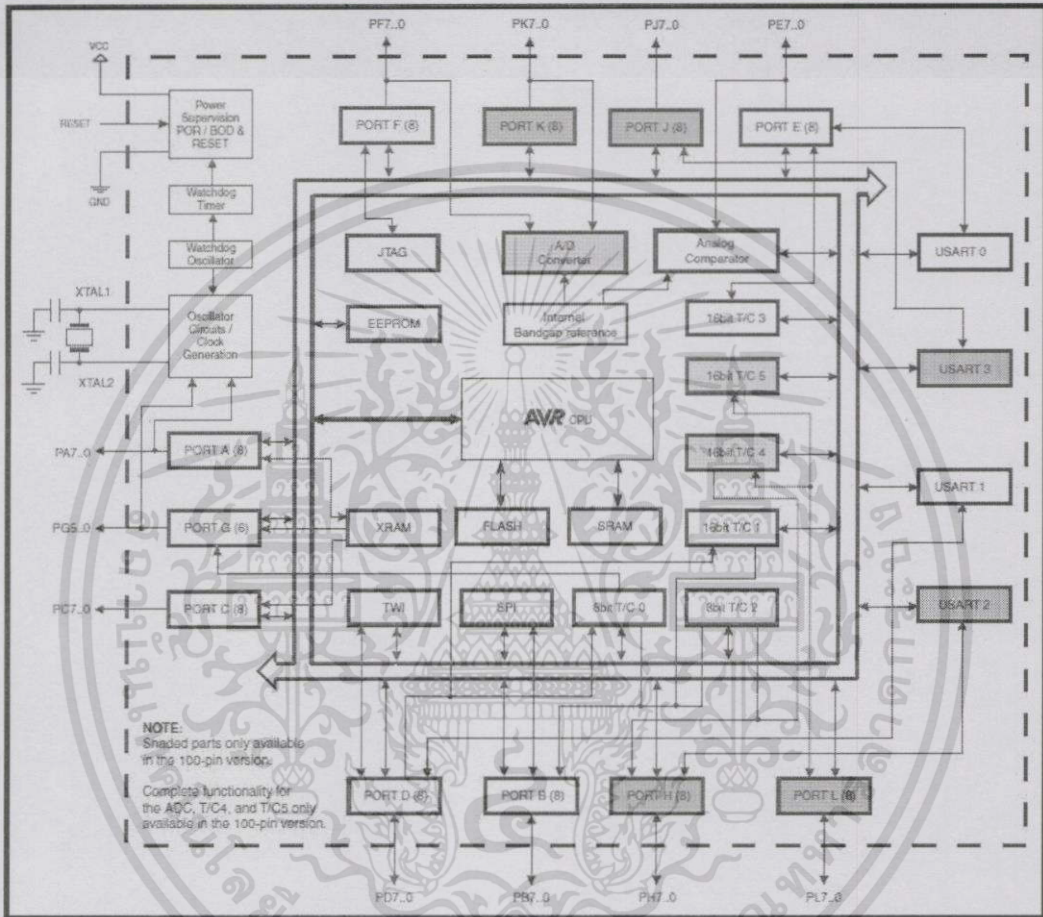 PF7..0
PK7..0
PJ7..0
PE7..0
VCC
RESET
GND
Power
Supervision
POR / BOD &
RESET
PORT F (8)
PORT K (8)
PORT J (8)
PORT E (8)
Watchdog
Timer
Watchdog
Oscillator
JTAG
A/D
Converter
Analog
Comparator
USART 0
XTAL1
XTAL2
Oscillator
Circuits /
Clock
Generation
EEPROM
Internal
Bandgap reference
16bit T/C 3
16bit T/C 5
USART 3
AVR CPU
PA7..0
PORT A (8)
16bit T/C 4
USART 1
PG5..0
PORT G (6)
XRAM
FLASH
SRAM
16bit T/C 1
PC7..0
PORT C (8)
TWI
SPI
8bit T/C 0
8bit T/C 2
USART 2
NOTE:
Shaded parts only available
in the 100-pin version.
Complete functionality for
the ADC, T/C4, and T/C5 only
available in the 100-pin version.
PORT D (8)
PORT B (8)
PORT H (8)
PORT L (8)
PD7..0
PB7..0
PH7..0
PL7..0